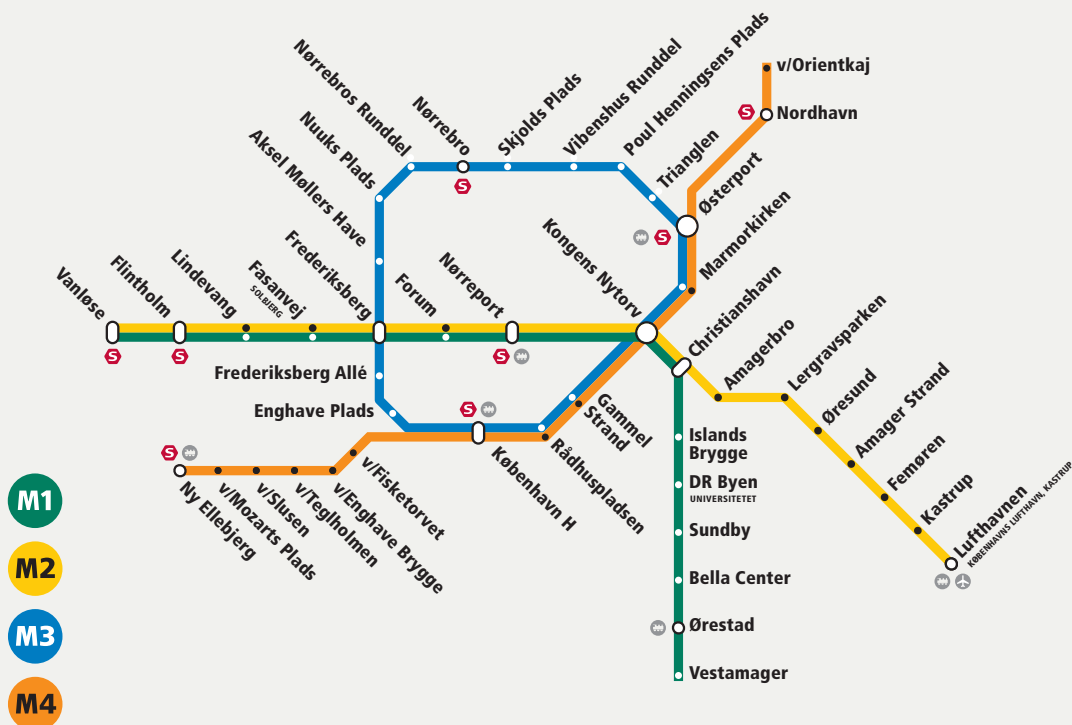 Nørrebros Runddel
Nørrebro
Skjolds Plads
Vibenshus Runddel
Poul Henningsens Plads
v/Orientkaj
S
Nordhavn
Nuuks Plads
S
Trianglen
Aksel Møllers Have
Østerport
S
Frederiksberg
Kongens Nytorv
Marmorkirken
Vanløse
Flintholm
Lindevang
Fasanvej
SOLBJERG
Forum
Nørreport
Christianshavn
S
S
S
Amagerbro
Lergravsparken
Frederiksberg Allé
Øresund
Enghave Plads
S
Gammel
Strand
Amager Strand
S
København H
Rådhuspladsen
Islands
Brygge
Femøren
Ny Ellebjerg
v/Mozarts Plads
v/Slusen
v/Teglholmen
v/Enghave Brygge
v/Fisketorvet
DR Byen
UNIVERSITETET
Kastrup
M1
Sundby
Lufthavnen
KØBENHAVNS LUFTHAVN, KASTRUP
M2
Bella Center
M3
Ørestad
Vestamager
M4